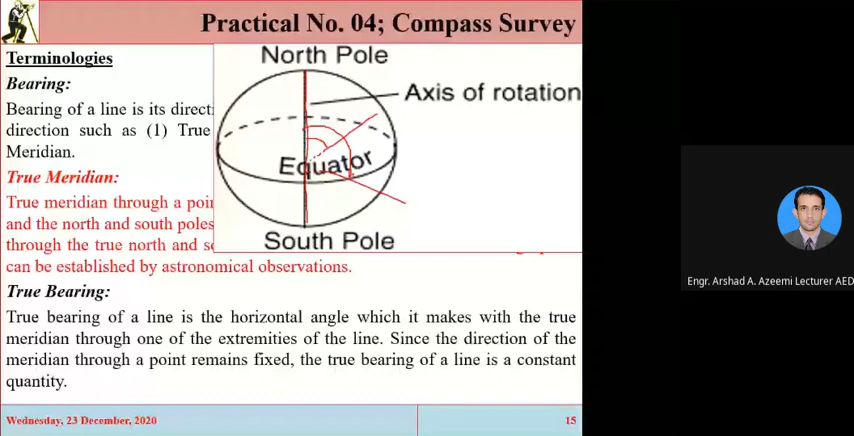 Practical No. 04; Compass Survey
Terminologies
Bearing:
Bearing of a line is its
direction such as (1) True
Meridian.
True Meridian:
True meridian through a
and the north and south poles
through the true north and
can be established by astronomical observations.
North Pole
Axis of rotation
Equator
South Pole
True Bearing:
True bearing of a line is the horizontal angle which it makes with the true
meridian through one of the extremities of the line. Since the direction of the
meridian through a point remains fixed, the true bearing of a line is a constant
quantity.
Wednesday, 23 December, 2020
15
Engr. Arshad A. Azeemi Lecturer AED